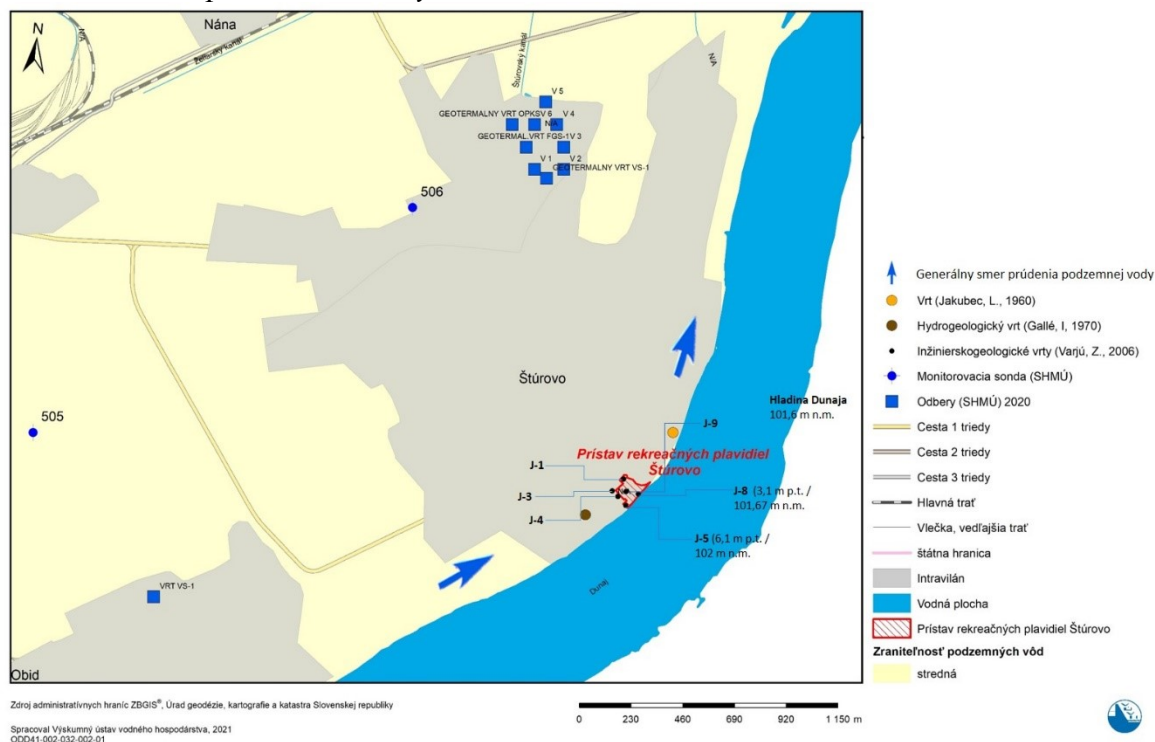 N
Nána
N/A
Želiarsky kanál
Štúrovský kanál
N/A
V 5
GEOTERMALNY VRT OPKSV 6
V 4
N/A
GEOTERMAL.VRT FGS-1V 3
V 1
V 2
GEOTERMALNY VRT VS-1
506
505
Štúrovo
Hladina Dunaja
101,6 m n.m.
J-9
Prístav rekreačných plavidiel
Štúrovo
J-1
J-3
J-8 (3,1 m p.t. /
101,67 m n.m.
J-4
J-5 (6,1 m p.t. /
102 m n.m.
Dunaj
VRT VS-1
Obid
Generálny smer prúdenia podzemnej vody
Vrt (Jakubec, L., 1960)
Hydrogeologický vrt (Gallé, I, 1970)
Inžinierskogeologické vrty (Varjú, Z., 2006)
Monitorovacia sonda (SHMÚ)
Odbery (SHMÚ) 2020
Cesta 1 triedy
Cesta 2 triedy
Cesta 3 triedy
Hlavná trať
Vlečka, vedľajšia trať
štátna hranica
Intravilán
Vodná plocha
Prístav rekreačných plavidiel Štúrovo
Zraniteľnosť podzemných vôd
stredná
Zdroj administratívnych hraníc ZBGIS®, Úrad geodézie, kartografie a katastra Slovenskej republiky
Spracoval Výskumný ústav vodného hospodárstva, 2021
ODD41-002-032-002-01
0 230 460 690 920 1 150 m